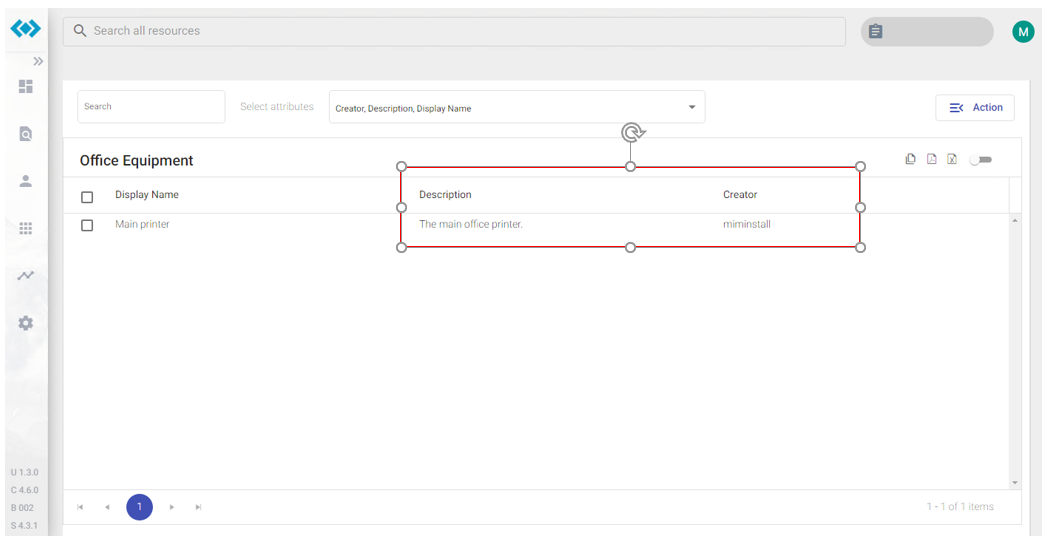 Search all resources
M
Search
Select attributes
Creator, Description, Display Name
Action
Office Equipment
Display Name Description Creator
Main printer The main office printer. miminstall
U 1.3.0
C 4.6.0
B 002
S 4.3.1
1
1 - 1 of 1 items